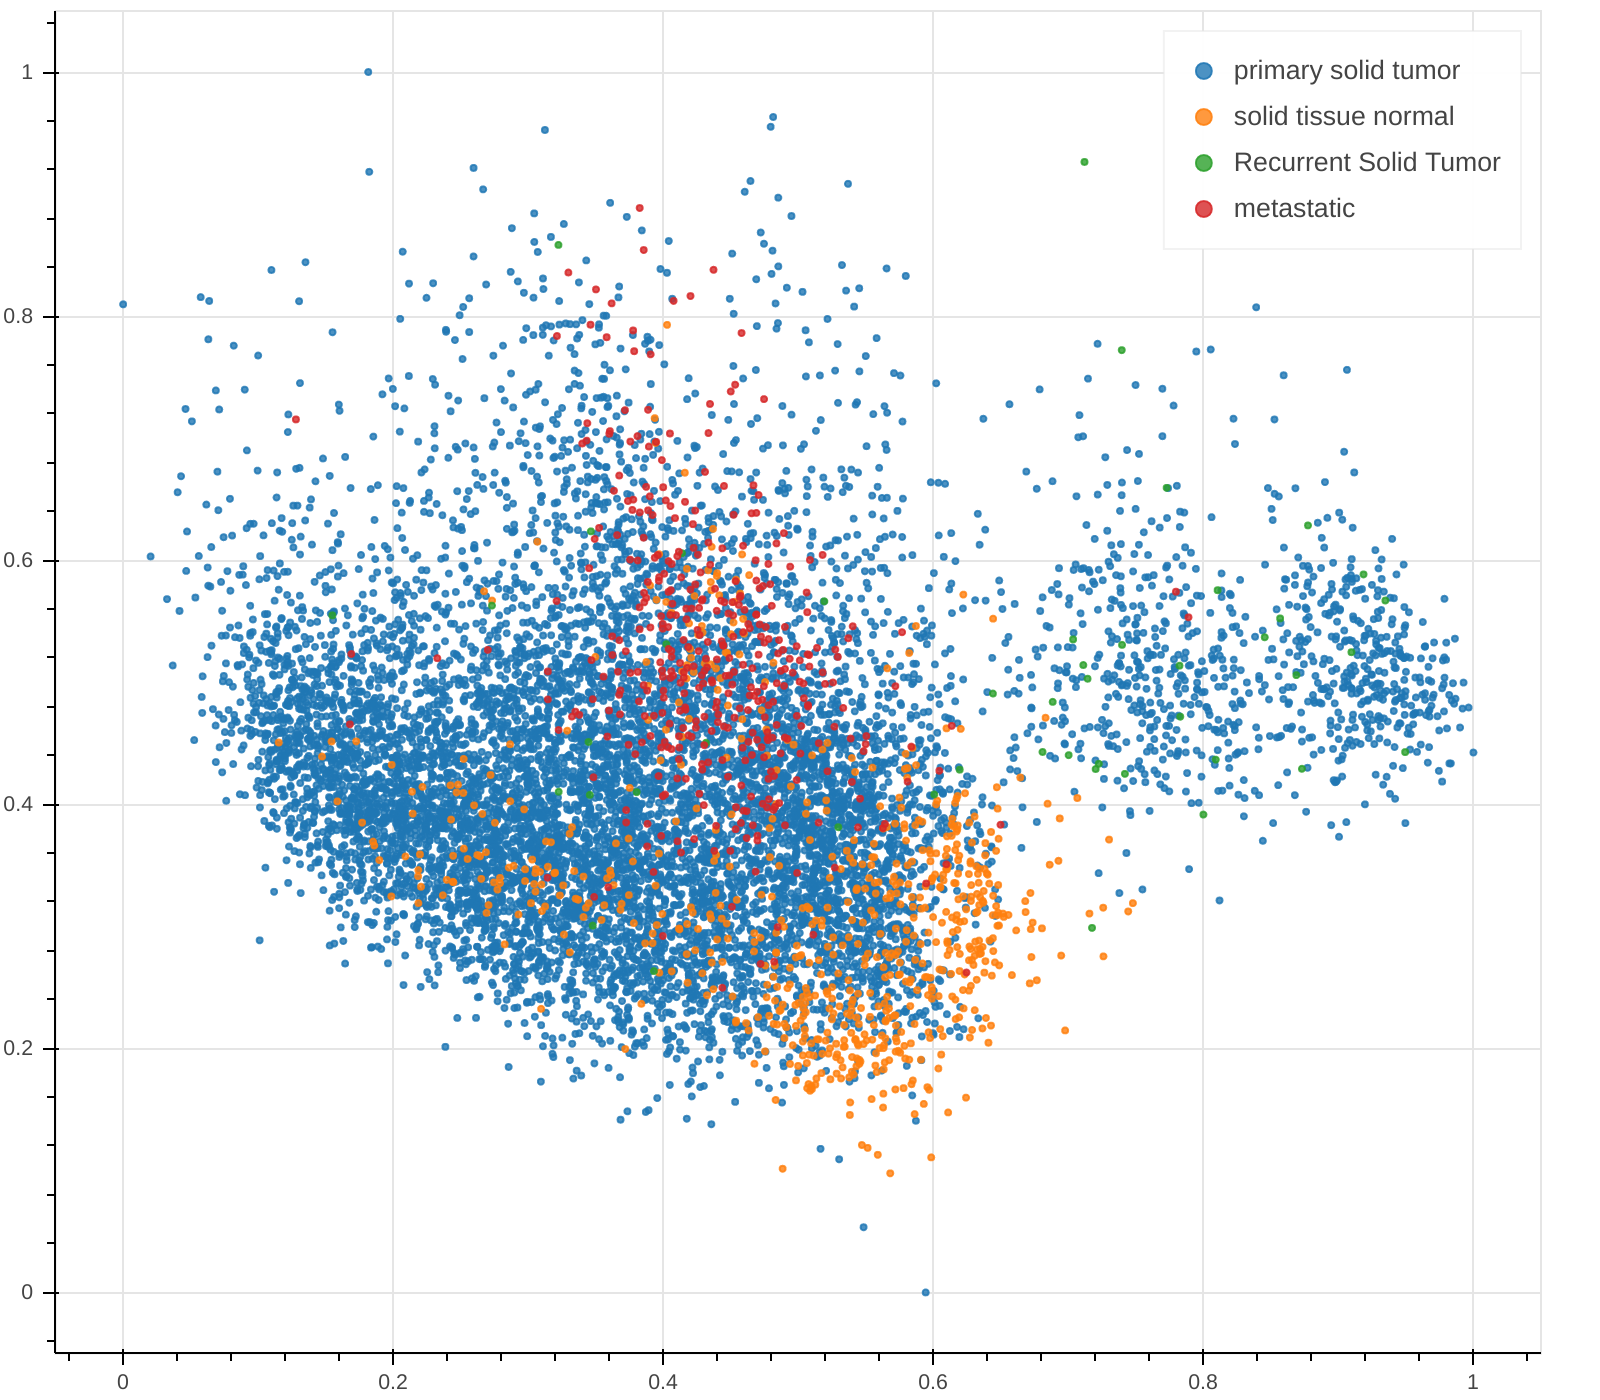 primary solid tumor
solid tissue normal
Recurrent Solid Tumor
metastatic
1
0.8
0.6
0.4
0.2
0
0 0.2 0.4 0.6 0.8 1